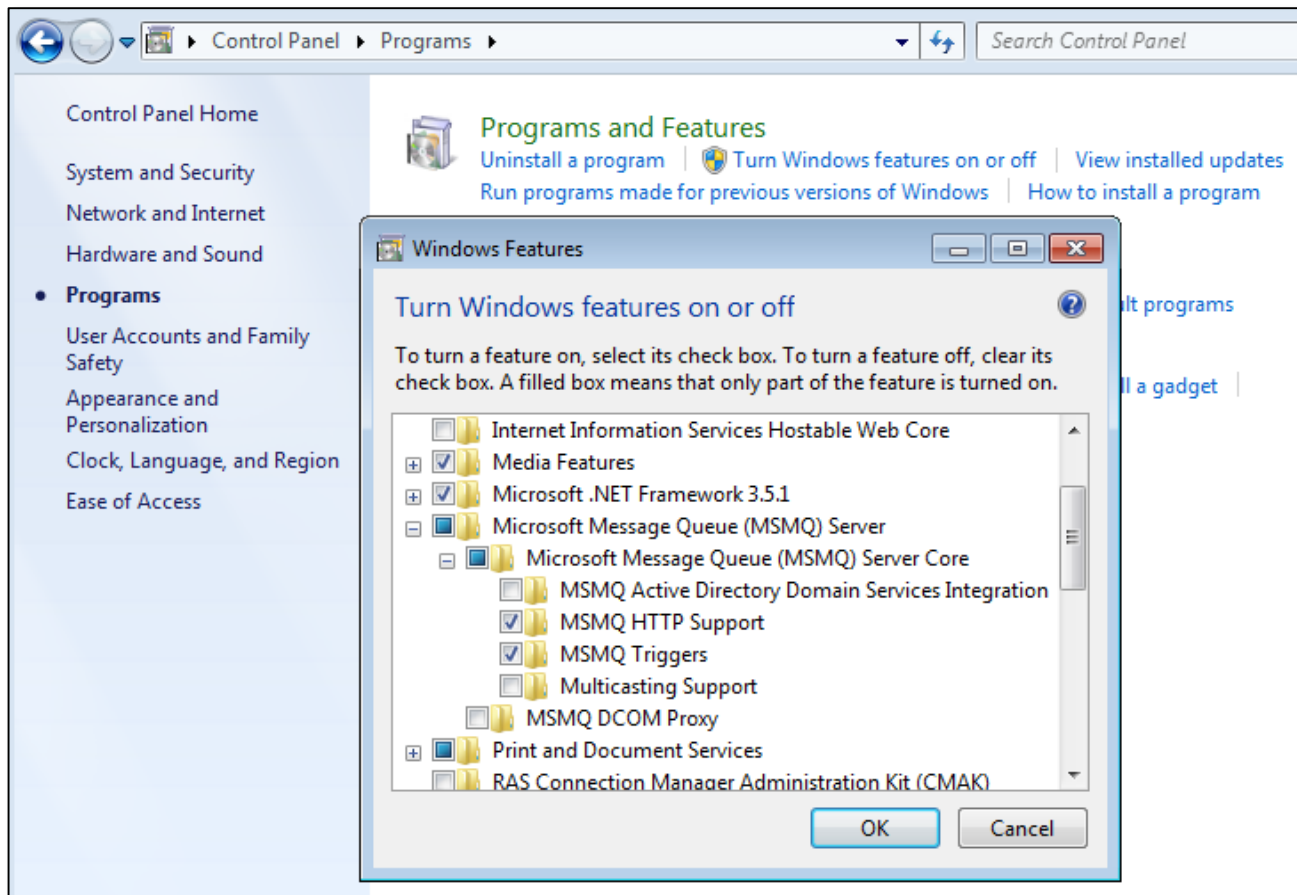 Control Panel Programs
Search Control Panel
Control Panel Home
System and Security
Network and Internet
Hardware and Sound
Programs
User Accounts and Family
Safety
Appearance and
Personalization
Clock, Language, and Region
Ease of Access
Programs and Features
Uninstall a program Turn Windows features on or off View installed updates
Run programs made for previous versions of Windows How to install a program
ult programs
ll a gadget
Windows Features
Turn Windows features on or off
To turn a feature on, select its check box. To turn a feature off, clear its
check box. A filled box means that only part of the feature is turned on.
Internet Information Services Hostable Web Core
Media Features
Microsoft .NET Framework 3.5.1
Microsoft Message Queue (MSMQ) Server
Microsoft Message Queue (MSMQ) Server Core
MSMQ Active Directory Domain Services Integration
MSMQ HTTP Support
MSMQ Triggers
Multicasting Support
MSMQ DCOM Proxy
Print and Document Services
RAS Connection Manager Administration Kit (CMAK)
OK Cancel